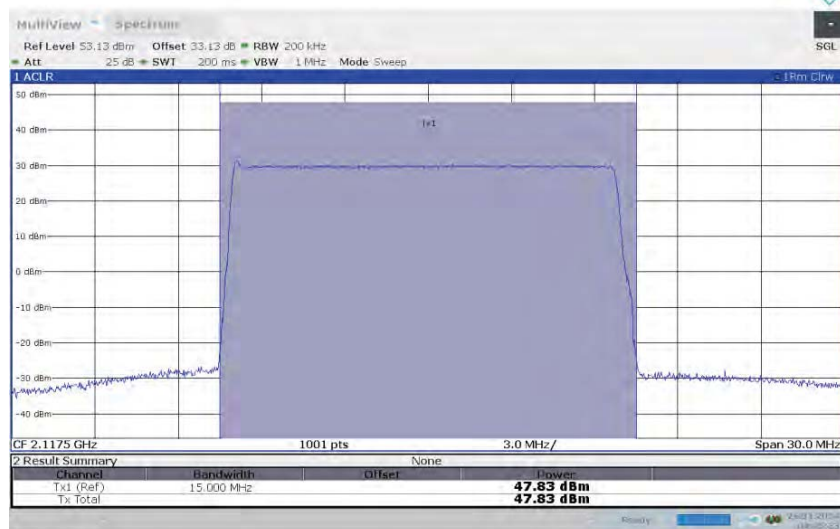 MultiView Spectrum
Ref Level 53.13 dBm Offset 33.13 dB RBW 200 kHz SGL
Att 25 dB SWT 200 ms VBW 1 MHz Mode Sweep
1 ACLR 1Rm Clrw
50 dBm
Tx1
40 dBm
30 dBm
20 dBm
10 dBm
0 dBm
-10 dBm
-20 dBm
-30 dBm
-40 dBm
CF 2.1175 GHz 1001 pts 3.0 MHz/ Span 30.0 MHz
2 Result Summary None
Channel Bandwidth Offset Power
Tx1 (Ref) 15.000 MHz 47.83 dBm
Tx Total 47.83 dBm
Ready